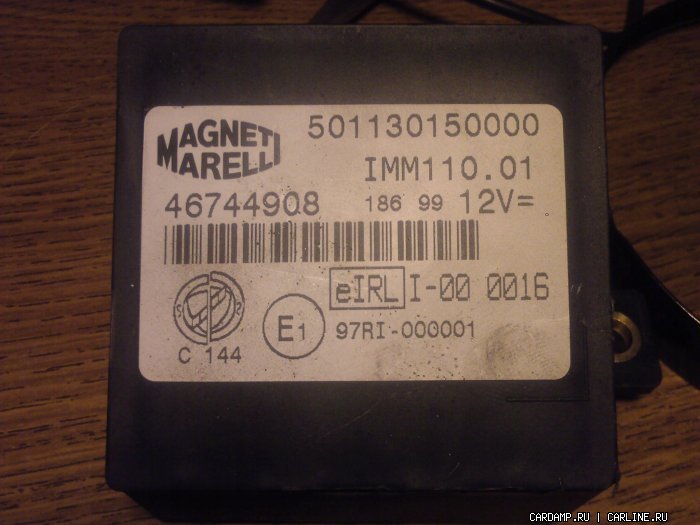 MAGNETI MARELLI
501130150000
IMM110.01
46744908 186 99 12V=
eIRL I-00 0016
E1 97RI-000001
C 144
CARDAMP.RU | CARLINE.RU